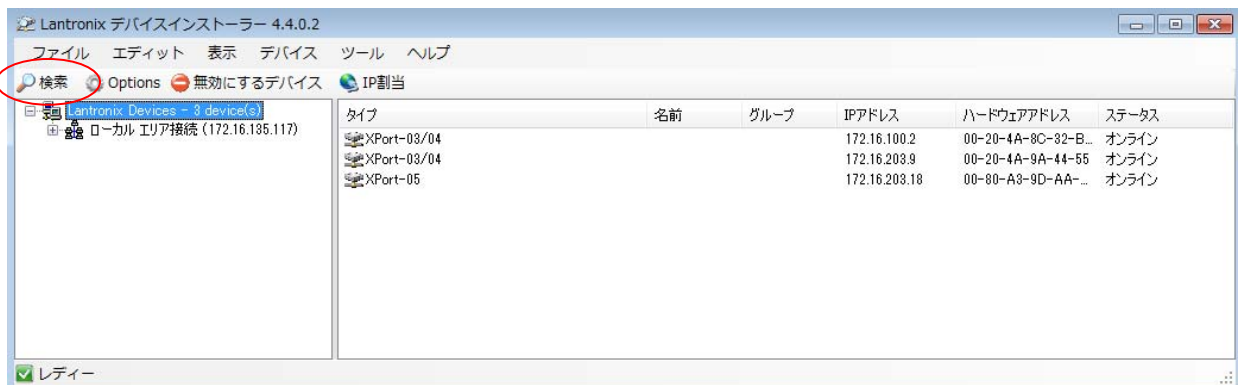 Lantronix デバイスインストーラー 4.4.0.2
ファイル エディット 表示 デバイス ツール ヘルプ
検索 Options 無効にするデバイス IP割当
Lantronix Devices - 3 device(s)
ローカル エリア接続 (172.16.135.117)
タイプ 名前 グループ IPアドレス ハードウェアアドレス ステータス
XPort-03/04 172.16.100.2 00-20-4A-8C-32-B... オンライン
XPort-03/04 172.16.203.9 00-20-4A-9A-44-55 オンライン
XPort-05 172.16.203.18 00-80-A3-9D-AA-... オンライン
レディー